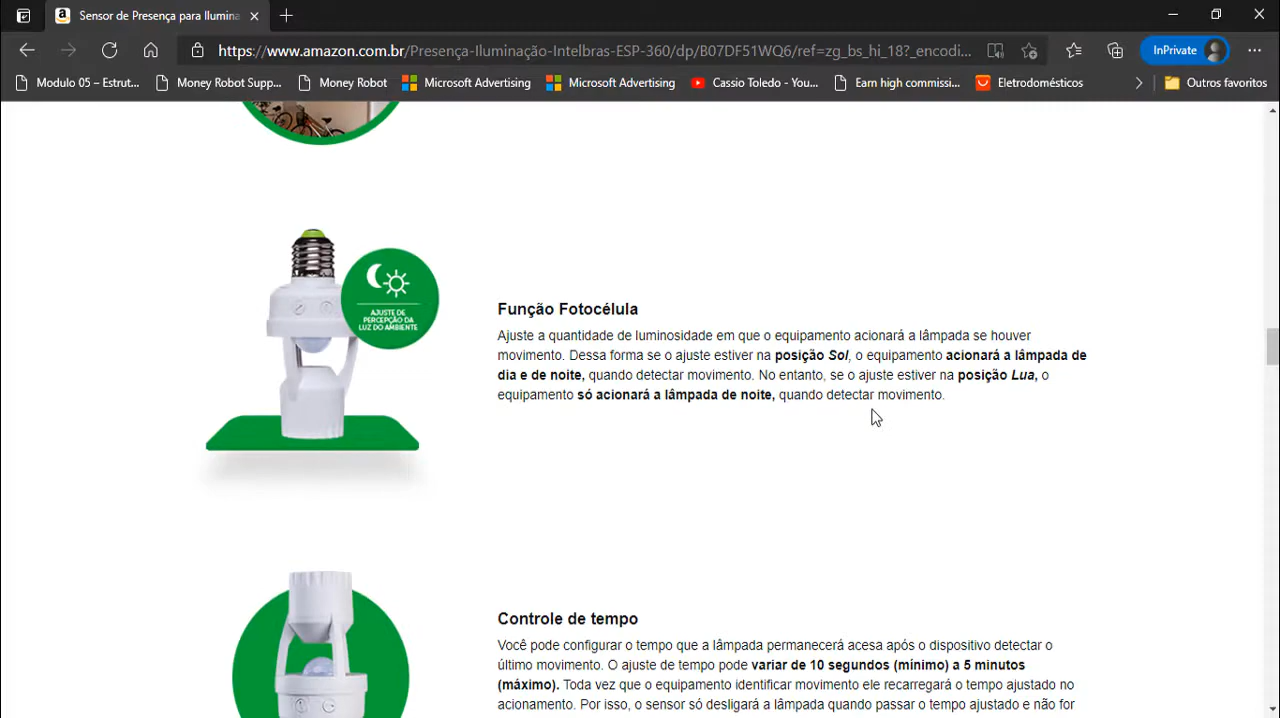 Sensor de Presença para Ilumina
https://www.amazon.com.br/Presença-Iluminação-Intelbras-ESP-360/dp/B07DF51WQ6/ref=zg_bs_hi_18?_encodi...
InPrivate
Modulo 05 – Estrut...
Money Robot Supp...
Money Robot
Microsoft Advertising
Microsoft Advertising
Cassio Toledo - You...
Earn high commissi...
Eletrodomésticos
Outros favoritos
AJUSTE DE
PERCEPÇÃO DA
LUZ DO AMBIENTE
Função Fotocélula
Ajuste a quantidade de luminosidade em que o equipamento acionará a lâmpada se houver
movimento. Dessa forma se o ajuste estiver na posição Sol, o equipamento acionará a lâmpada de
dia e de noite, quando detectar movimento. No entanto, se o ajuste estiver na posição Lua, o
equipamento só acionará a lâmpada de noite, quando detectar movimento.
Controle de tempo
Você pode configurar o tempo que a lâmpada permanecerá acesa após o dispositivo detectar o
último movimento. O ajuste de tempo pode variar de 10 segundos (mínimo) a 5 minutos
(máximo). Toda vez que o equipamento identificar movimento ele recarregará o tempo ajustado no
acionamento. Por isso, o sensor só desligará a lâmpada quando passar o tempo ajustado e não for